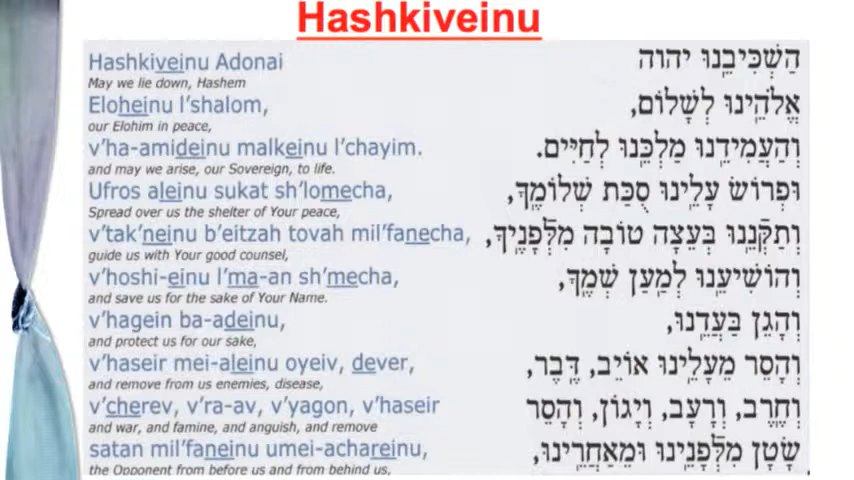 Hashkiveinu
Hashkiveinu Adonai
הַשְׁכִּיבֵֽנוּ יהוה
May we lie down, Hashem
Eloheinu l'shalom,
אֱלֹהֵֽינוּ לְשָׁלוֹם,
our Elohim in peace,
v'ha-amideinu malkeinu l'chayim.
וְהַעֲמִידֵֽנוּ מַלְכֵּֽנוּ לְחַיִּים.
and may we arise, our Sovereign, to life.
Ufros aleinu sukat sh'lomecha,
וּפְרוֹשׂ עָלֵֽינוּ סֻכַּת שְׁלוֹמֶֽךָ,
Spread over us the shelter of Your peace,
v'tak'neinu b'eitzah tovah mil'fanecha,
וְתַקְּנֵֽנוּ בְּעֵצָה טוֹבָה מִלְּפָנֶֽיךָ,
guide us with Your good counsel,
v'hoshi-einu l'ma-an sh'mecha,
וְהוֹשִׁיעֵֽנוּ לְמַֽעַן שְׁמֶֽךָ,
and save us for the sake of Your Name.
v'hagein ba-adeinu,
וְהָגֵן בַּעֲדֵֽנוּ,
and protect us for our sake,
v'haseir mei-aleinu oyeiv, dever,
וְהָסֵר מֵעָלֵֽינוּ אוֹיֵב, דֶּֽבֶר,
and remove from us enemies, disease,
v'cherev, v'ra-av, v'yagon, v'haseir
וְחֶֽרֶב, וְרָעָב, וְיָגוֹן, וְהָסֵר
and war, and famine, and anguish, and remove
satan mil'faneinu umei-achareinu,
שָׂטָן מִלְּפָנֵֽינוּ וּמֵאַחֲרֵֽינוּ,
the Opponent from before us and from behind us,